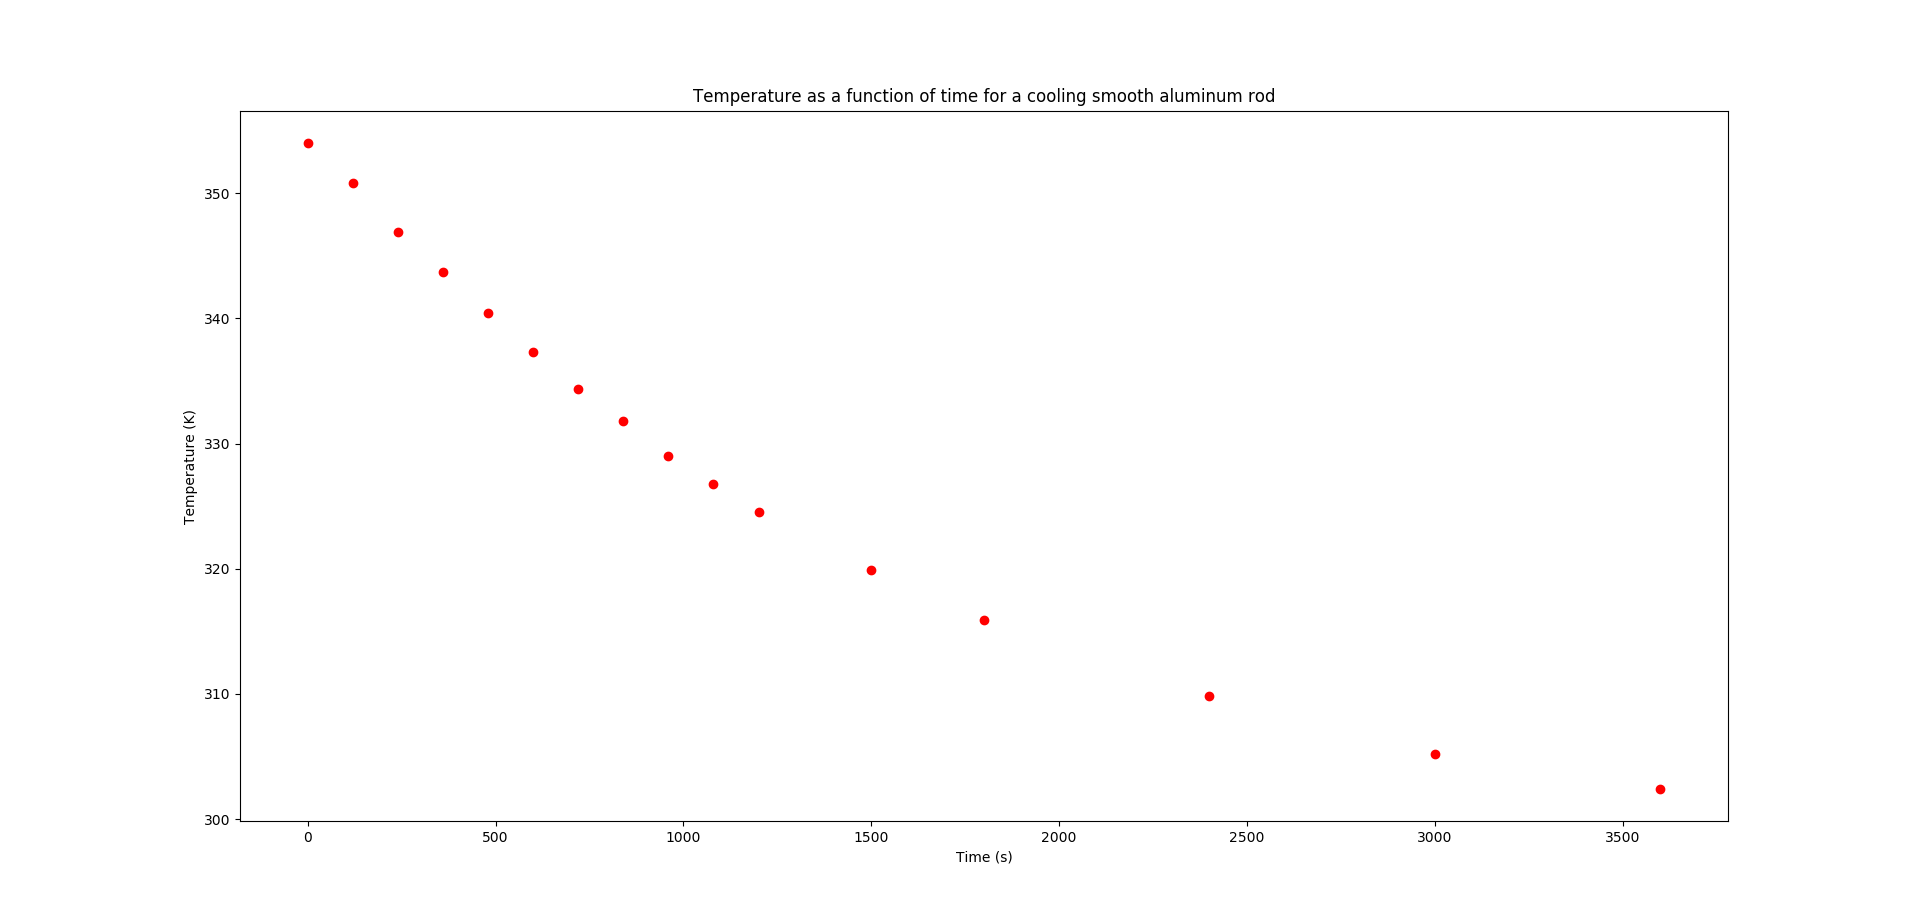 Temperature as a function of time for a cooling smooth aluminum rod
350
340
330
320
310
300
Temperature (K)
0 500 1000 1500 2000 2500 3000 3500
Time (s)